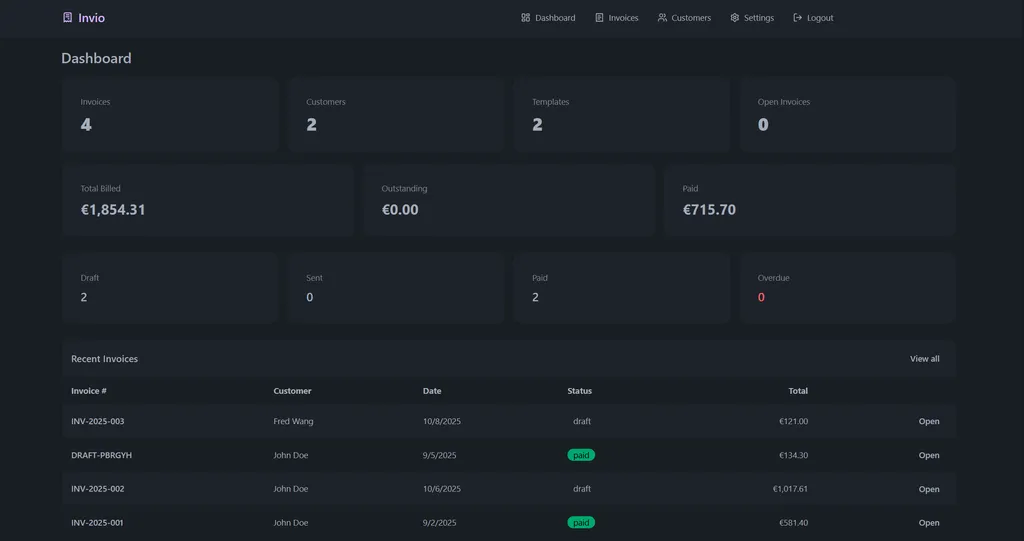 Invio Dashboard Invoices Customers Settings Logout
Dashboard
Invoices Customers Templates Open Invoices
4 2 2 0
Total Billed Outstanding Paid
€1,854.31 €0.00 €715.70
Draft Sent Paid Overdue
2 0 2 0
Recent Invoices View all
Invoice # Customer Date Status Total
INV-2025-003 Fred Wang 10/8/2025 draft €121.00 Open
DRAFT-PBRGYH John Doe 9/5/2025 paid €134.30 Open
INV-2025-002 John Doe 10/6/2025 draft €1,017.61 Open
INV-2025-001 John Doe 9/2/2025 paid €581.40 Open